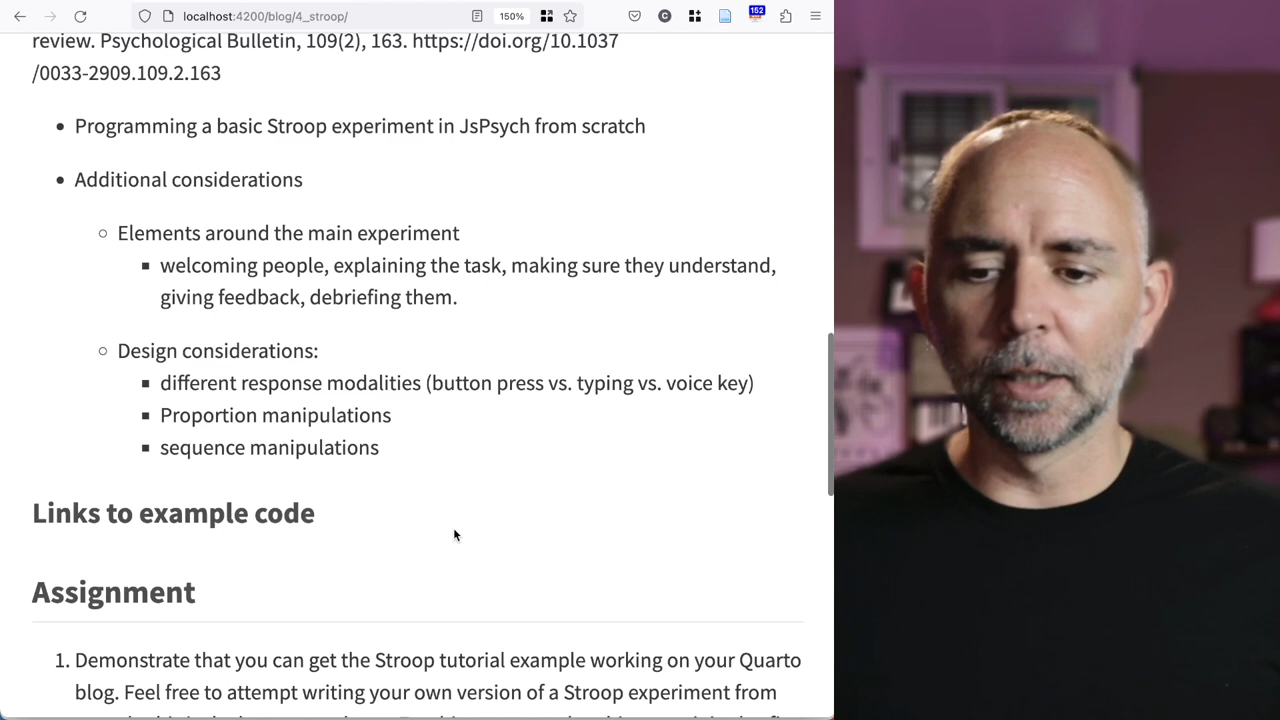 localhost:4200/blog/4_stroop/
150%
152
review. Psychological Bulletin, 109(2), 163. https://doi.org/10.1037
/0033-2909.109.2.163
• Programming a basic Stroop experiment in JsPsych from scratch
• Additional considerations
◦ Elements around the main experiment
▪ welcoming people, explaining the task, making sure they understand,
giving feedback, debriefing them.
◦ Design considerations:
▪ different response modalities (button press vs. typing vs. voice key)
▪ Proportion manipulations
▪ sequence manipulations
Links to example code
Assignment
1. Demonstrate that you can get the Stroop tutorial example working on your Quarto
blog. Feel free to attempt writing your own version of a Stroop experiment from